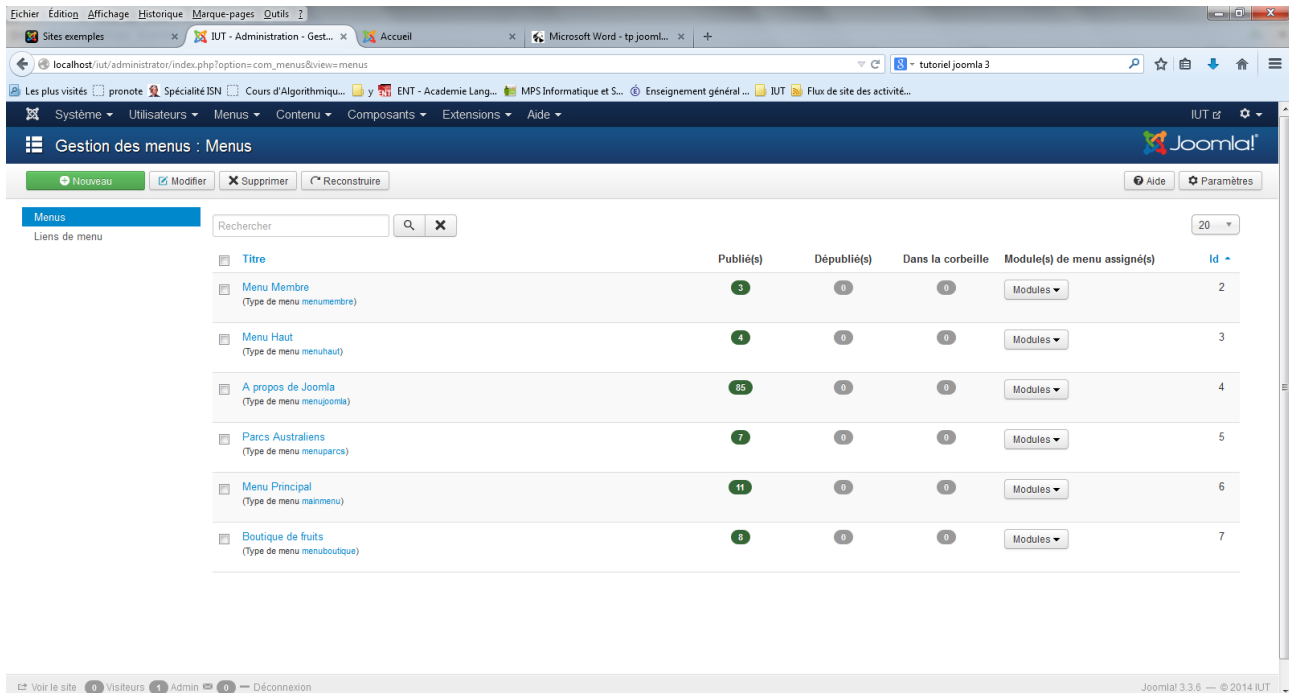 Fichier Édition Affichage Historique Marque-pages Outils ?
Sites exemples IUT - Administration - Gest... Accueil Microsoft Word - tp jooml...
localhost/iut/administrator/index.php?option=com_menus&view=menus tutoriel joomla 3
Les plus visités pronote Spécialité ISN Cours d'Algorithmiqu... y ENT - Academie Lang... MPS Informatique et S... Enseignement général ... IUT Flux de site des activité...
Système Utilisateurs Menus Contenu Composants Extensions Aide IUT
Gestion des menus : Menus Joomla!
Nouveau Modifier Supprimer Reconstruire Aide Paramètres
Menus Rechercher 20
Liens de menu
Titre Publié(s) Dépublié(s) Dans la corbeille Module(s) de menu assigné(s) Id
Menu Membre 3 0 0 Modules 2
(Type de menu menumembre)
Menu Haut 4 0 0 Modules 3
(Type de menu menuhaut)
A propos de Joomla 85 0 0 Modules 4
(Type de menu menujoomla)
Parcs Australiens 7 0 0 Modules 5
(Type de menu menuparcs)
Menu Principal 11 0 0 Modules 6
(Type de menu mainmenu)
Boutique de fruits 8 0 0 Modules 7
(Type de menu menuboutique)
Voir le site 0 Visiteurs 1 Admin 0 Déconnexion Joomla! 3.3.6 — © 2014 IUT